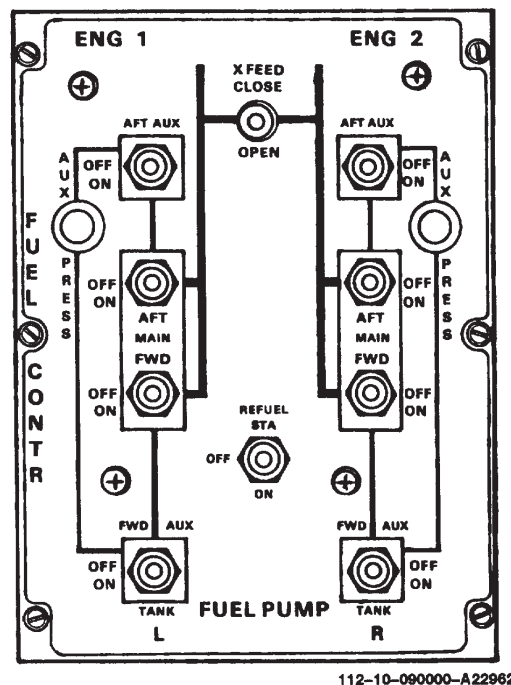 ENG 1
ENG 2
X FEED
CLOSE
OPEN
AFT AUX
OFF
ON
AUX
PRESS
FUEL
CONTR
OFF
ON
AFT
MAIN
FWD
OFF
ON
FWD AUX
OFF
ON
TANK
L
REFUEL
STA
OFF
ON
FUEL PUMP
AFT AUX
OFF
ON
AUX
PRESS
OFF
ON
AFT
MAIN
FWD
OFF
ON
FWD AUX
OFF
ON
TANK
R
112-10-090000-A22962